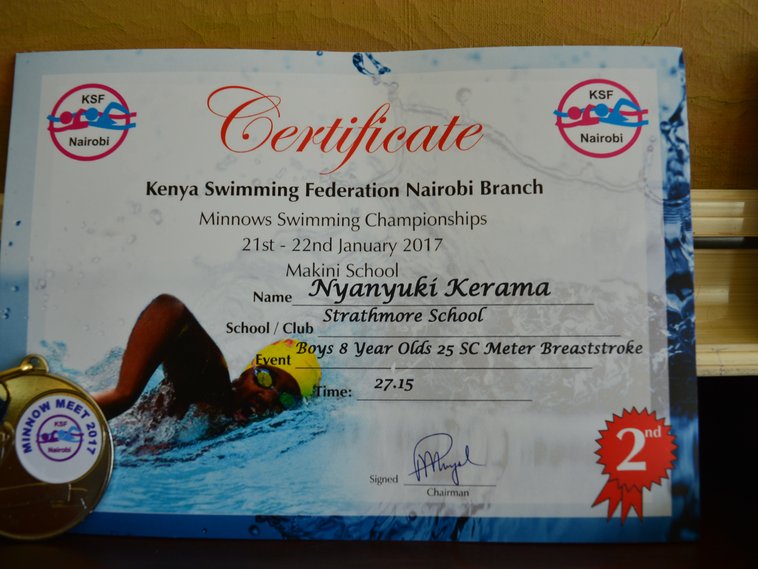 KSF
Nairobi
Certificate
KSF
Nairobi
Kenya Swimming Federation Nairobi Branch
Minnows Swimming Championships
21st - 22nd January 2017
Makini School
Name Nyanyuki Kerama
School / Club Strathmore School
Event Boys 8 Year Olds 25 SC Meter Breaststroke
Time: 27.15
MINNOW MEET 2017
KSF
Nairobi
2nd
Signed
Chairman